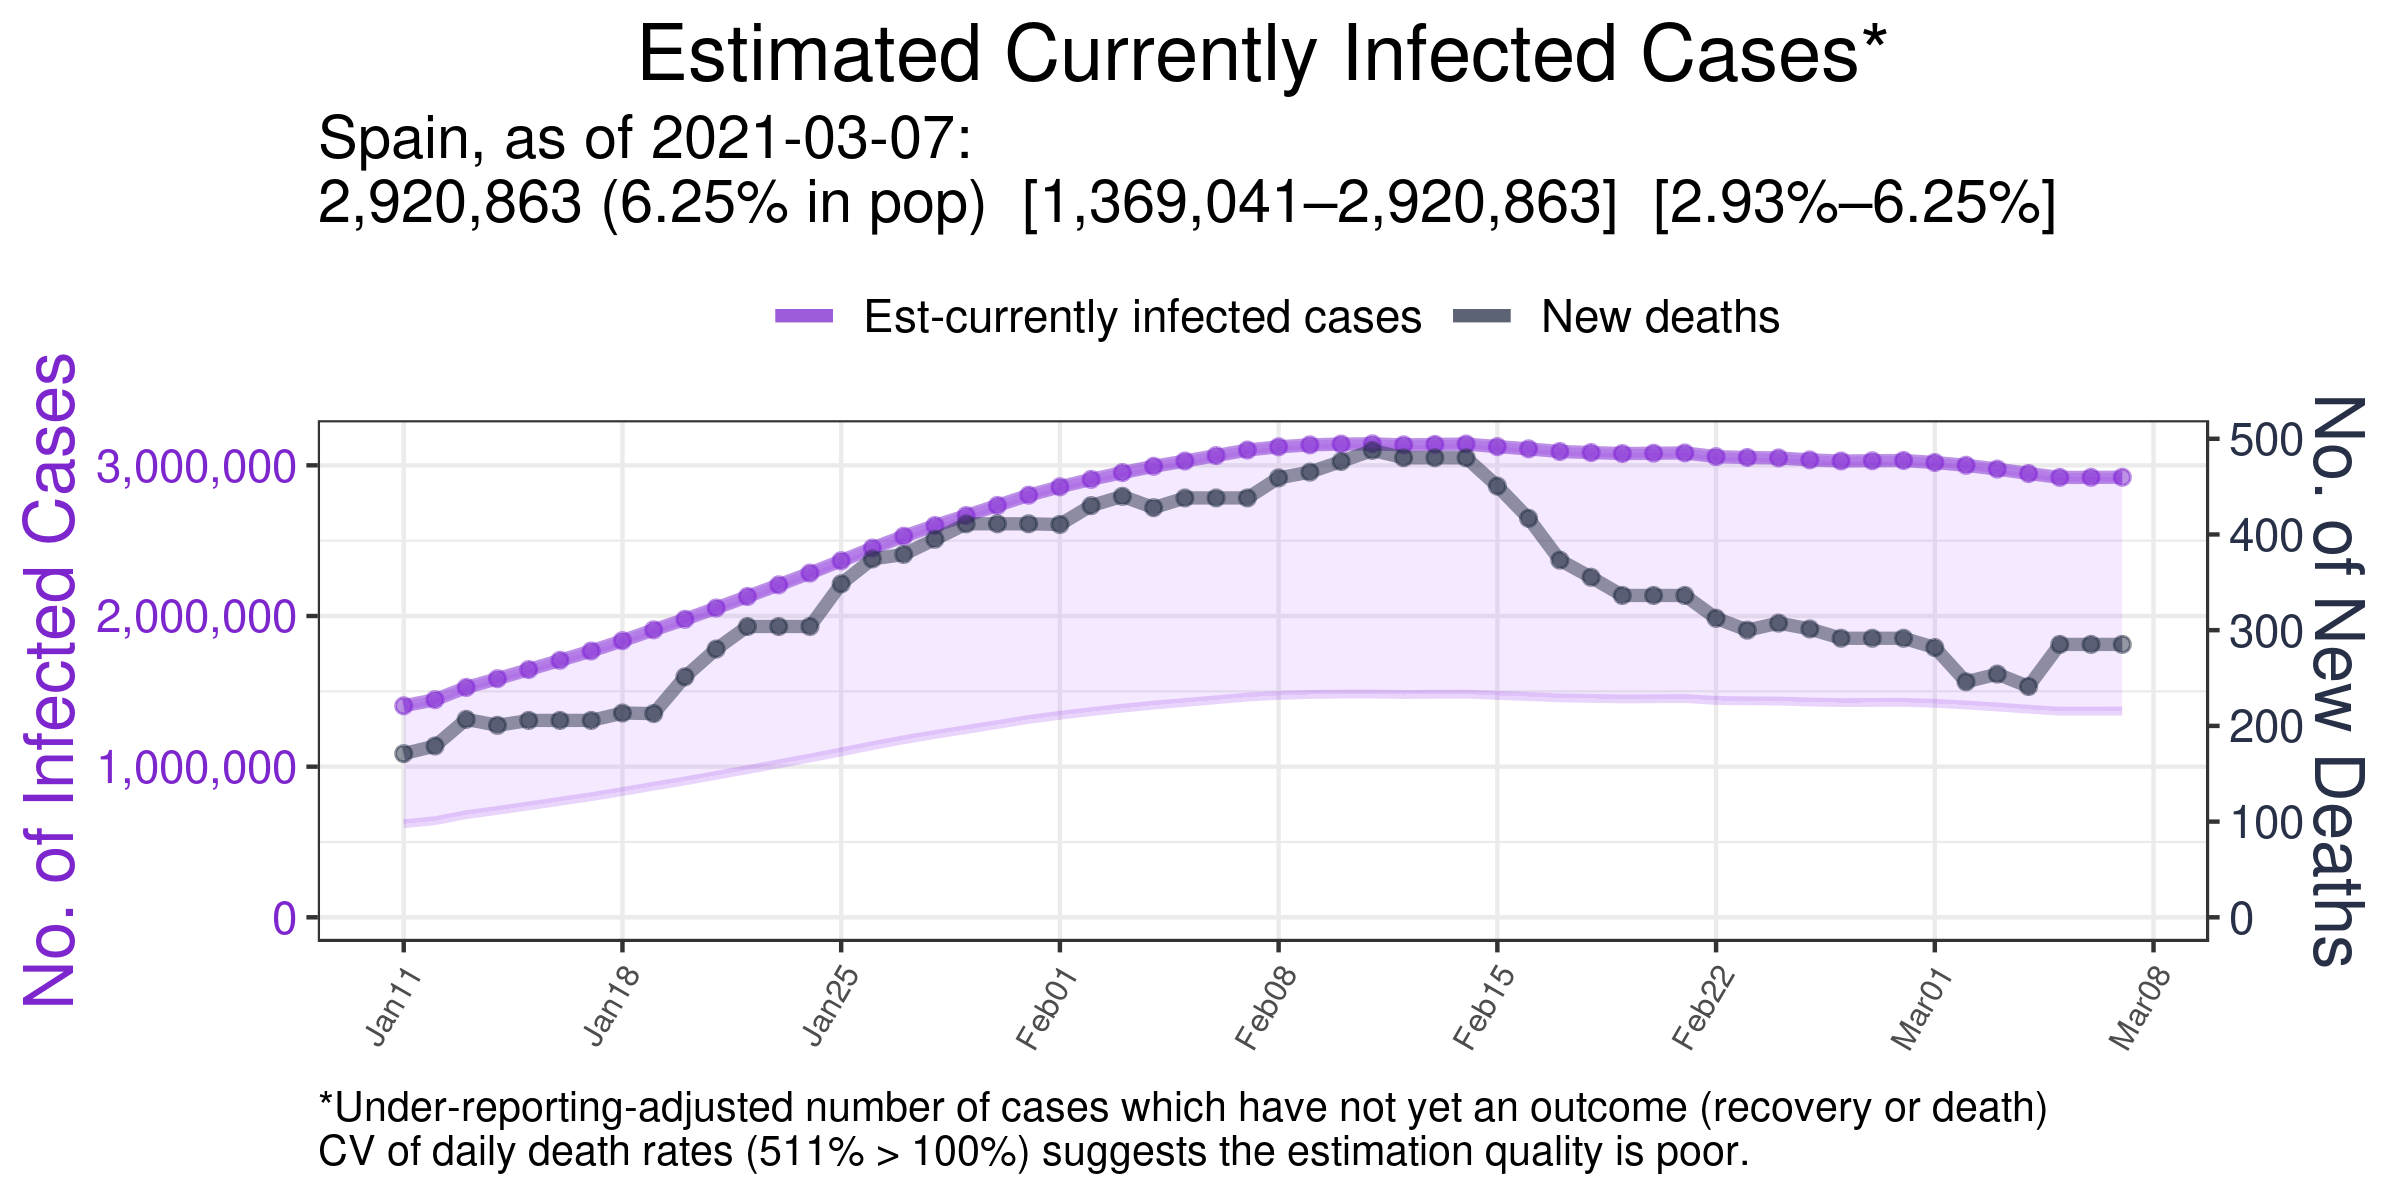 Estimated Currently Infected Cases*
Spain, as of 2021-03-07:
2,920,863 (6.25% in pop)  [1,369,041–2,920,863]  [2.93%–6.25%]
Est-currently infected cases
New deaths
No. of Infected Cases
3,000,000
2,000,000
1,000,000
0
500
400
300
200
100
0
No. of New Deaths
Jan11
Jan18
Jan25
Feb01
Feb08
Feb15
Feb22
Mar01
Mar08
*Under-reporting-adjusted number of cases which have not yet an outcome (recovery or death)
CV of daily death rates (511% > 100%) suggests the estimation quality is poor.